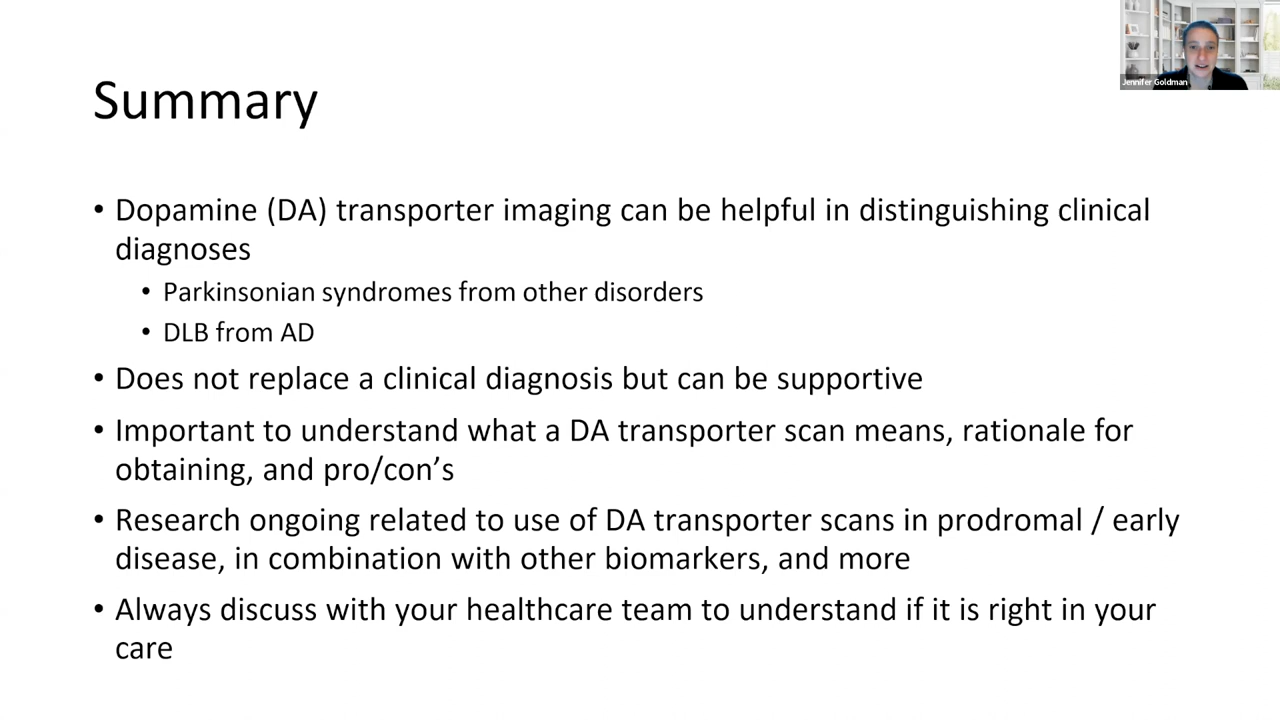 Jennifer Goldman
Summary
• Dopamine (DA) transporter imaging can be helpful in distinguishing clinical
diagnoses
• Parkinsonian syndromes from other disorders
• DLB from AD
• Does not replace a clinical diagnosis but can be supportive
• Important to understand what a DA transporter scan means, rationale for
obtaining, and pro/con’s
• Research ongoing related to use of DA transporter scans in prodromal / early
disease, in combination with other biomarkers, and more
• Always discuss with your healthcare team to understand if it is right in your
care